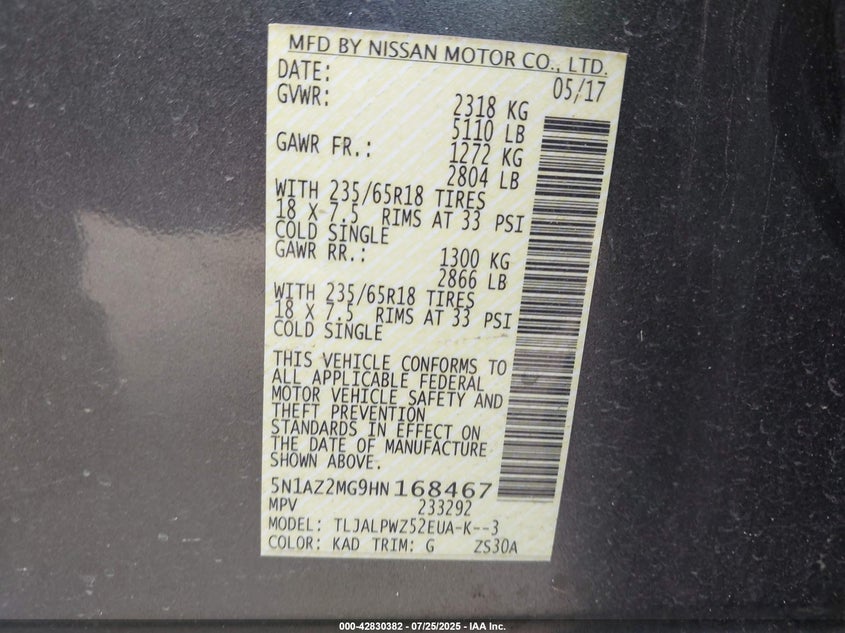 MFD BY NISSAN MOTOR CO., LTD.
DATE: 05/17
GVWR: 2318 KG
5110 LB
GAWR FR.: 1272 KG
2804 LB
WITH 235/65R18 TIRES
18 X 7.5 RIMS AT 33 PSI
COLD SINGLE
GAWR RR.: 1300 KG
2866 LB
WITH 235/65R18 TIRES
18 X 7.5 RIMS AT 33 PSI
COLD SINGLE
THIS VEHICLE CONFORMS TO
ALL APPLICABLE FEDERAL
MOTOR VEHICLE SAFETY AND
THEFT PREVENTION
STANDARDS IN EFFECT ON
THE DATE OF MANUFACTURE
SHOWN ABOVE.
5N1AZ2MG9HN168467
MPV 233292
MODEL: TLJALPWZ52EUA-K--3
COLOR: KAD TRIM: G ZS30A
000-42830382 - 07/25/2025 - IAA Inc.